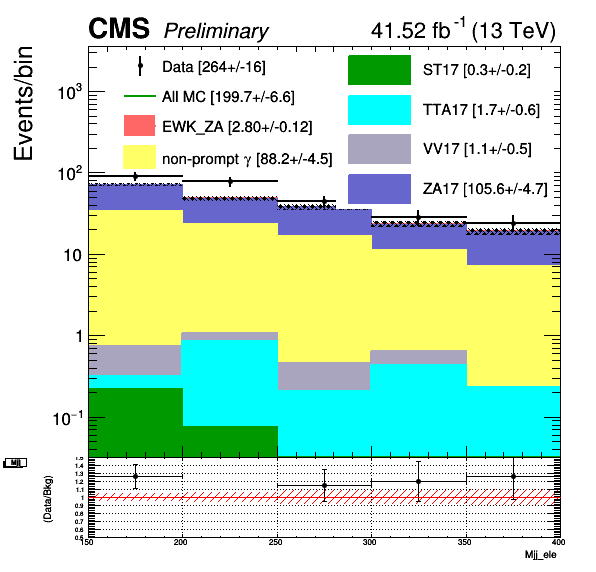 CMS Preliminary 41.52 fb⁻¹ (13 TeV)
Events/bin
Data [264+/-16]
All MC [199.7+/-6.6]
EWK_ZA [2.80+/-0.12]
non-prompt γ [88.2+/-4.5]
ST17 [0.3+/-0.2]
TTA17 [1.7+/-0.6]
VV17 [1.1+/-0.5]
ZA17 [105.6+/-4.7]
10³
10²
10
1
10⁻¹
Mjj
(Data/Bkg)
1.5
1.4
1.3
1.2
1.1
1
0.9
0.8
0.7
0.6
0.5
150 200 250 300 350 400
Mjj_ele